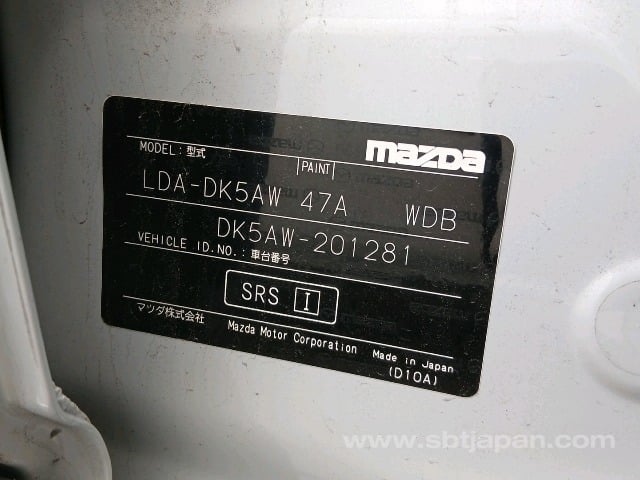 mazda
MODEL:型式 PAINT
LDA-DK5AW 47A WDB
DK5AW-201281
VEHICLE ID.NO.:車台番号
SRS I
マツダ株式会社 Mazda Motor Corporation Made in Japan
(D10A)
www.sbtjapan.com